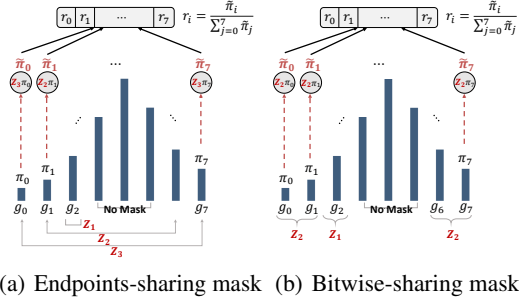 r₀ r₁ ... r₇ rᵢ = π̃ᵢ / ∑⁷ⱼ₌₀ π̃ⱼ
π̃₀ π̃₁ ... π̃₇
z₃π₀ z₂π₁ z₃π₇
π₀ π₁ π₇
No Mask
g₀ g₁ g₂ g₇
z₁
z₂
z₃
(a) Endpoints-sharing mask
r₀ r₁ ... r₇ rᵢ = π̃ᵢ / ∑⁷ⱼ₌₀ π̃ⱼ
π̃₀ π̃₁ ... π̃₇
z₂π₀ z₂π₁ z₂π₇
π₀ π₁ π₇
No Mask
g₀ g₁ g₂ g₆ g₇
z₂ z₁ z₂
(b) Bitwise-sharing mask